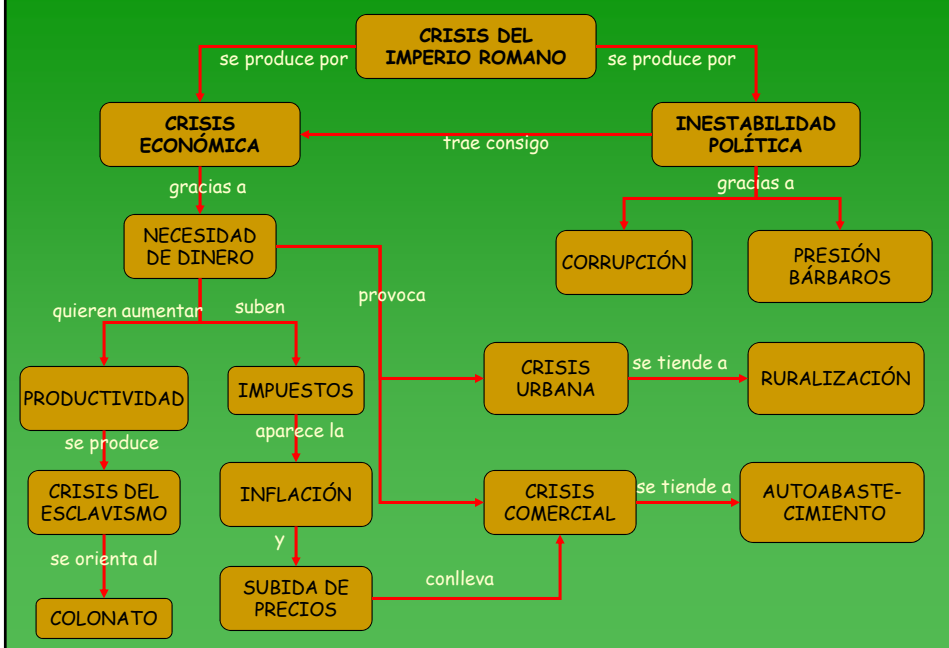 CRISIS DEL
IMPERIO ROMANO
se produce por
se produce por
CRISIS
ECONÓMICA
trae consigo
INESTABILIDAD
POLÍTICA
gracias a
gracias a
NECESIDAD
DE DINERO
CORRUPCIÓN
PRESIÓN
BÁRBAROS
quieren aumentar
suben
provoca
PRODUCTIVIDAD
IMPUESTOS
CRISIS
URBANA
se tiende a
RURALIZACIÓN
se produce
aparece la
CRISIS DEL
ESCLAVISMO
INFLACIÓN
CRISIS
COMERCIAL
se tiende a
AUTOABASTE-
CIMIENTO
se orienta al
y
COLONATO
SUBIDA DE
PRECIOS
conlleva